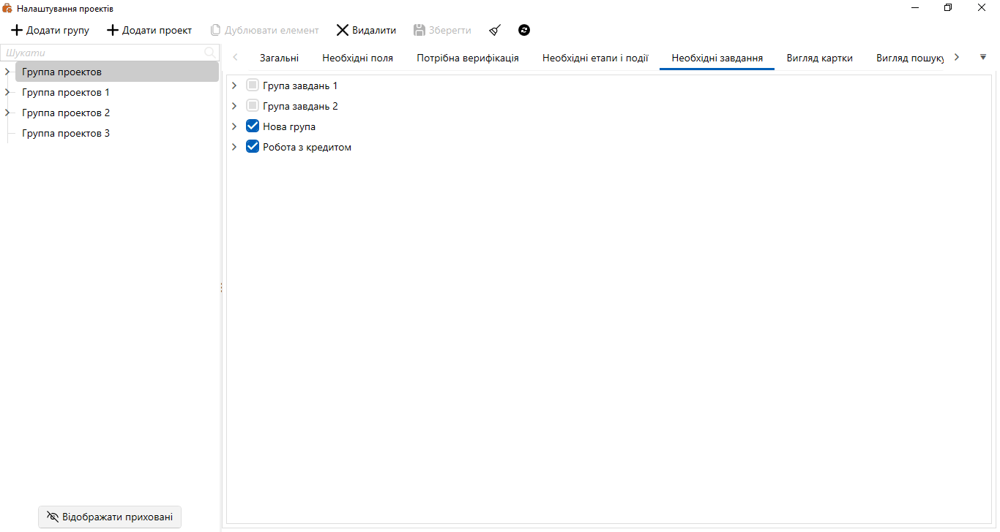 Налаштування проектів
Додати групу Додати проект Дублювати елемент Видалити Зберегти
Шукати
Группа проектов
Группа проектов 1
Группа проектов 2
Группа проектов 3
Відображати приховані
Загальні Необхідні поля Потрібна верифікація Необхідні етапи і події Необхідні завдання Вигляд картки Вигляд пошуку
Група завдань 1
Група завдань 2
Нова група
Робота з кредитом